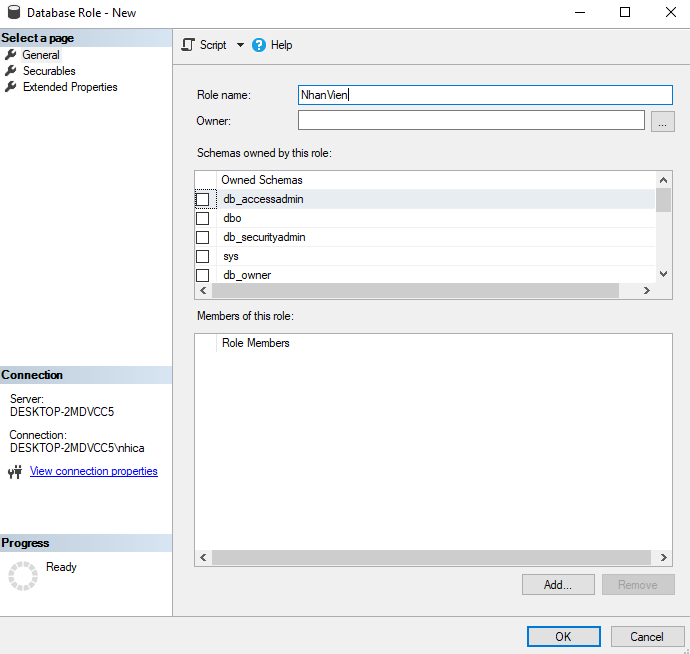 Database Role - New
Select a page
General
Securables
Extended Properties
Script
Help
Role name:
NhanVien
Owner:
...
Schemas owned by this role:
Owned Schemas
db_accessadmin
dbo
db_securityadmin
sys
db_owner
Members of this role:
Role Members
Connection
Server:
DESKTOP-2MDVCC5
Connection:
DESKTOP-2MDVCC5\nhica
View connection properties
Progress
Ready
Add...
Remove
OK
Cancel